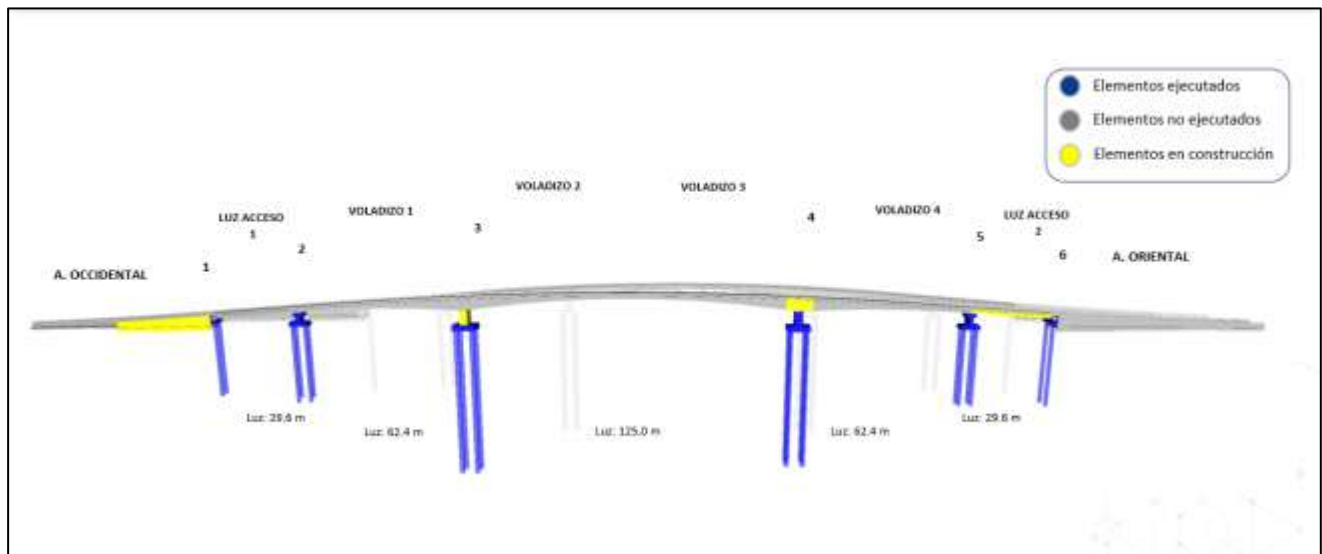 Elementos ejecutados
Elementos no ejecutados
Elementos en construcción
VOLADIZO 2
VOLADIZO 3
VOLADIZO 1
VOLADIZO 4
LUZ ACCESO
1
LUZ ACCESO
2
3
4
2
5
1
6
A. OCCIDENTAL
A. ORIENTAL
Luz: 29.6 m
Luz: 62.4 m
Luz: 125.0 m
Luz: 62.4 m
Luz: 29.6 m